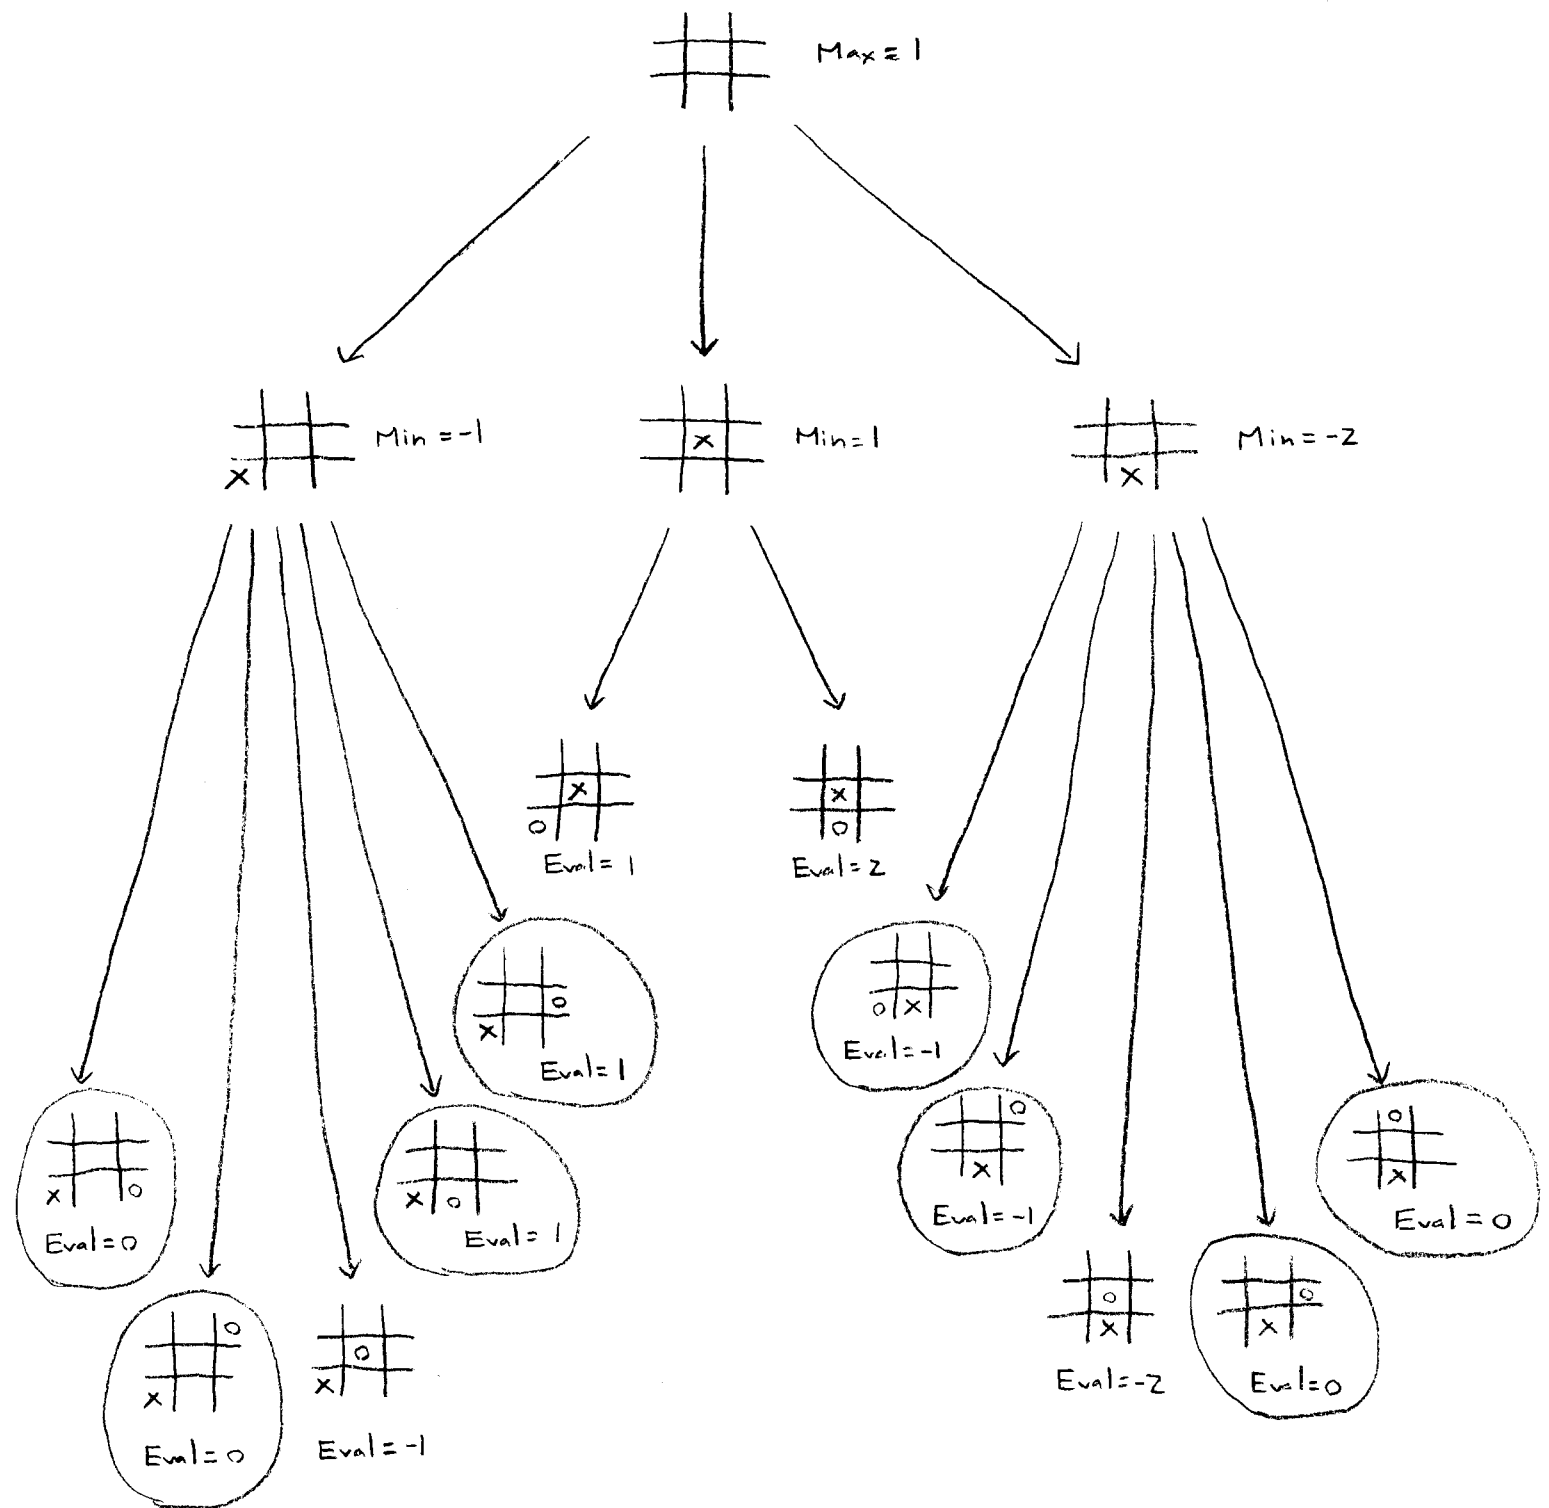 Max = 1
Min = -1
Min = 1
Min = -2
X
X
X
X
O
Eval = 1
X
O
Eval = 2
O
X
Eval = 1
O X
Eval = -1
X O
Eval = 0
X O
Eval = 1
O
X
Eval = -1
O
X
Eval = 0
O
X
Eval = 0
O
X
Eval = -1
O
X
Eval = -2
O
X
Eval = 0